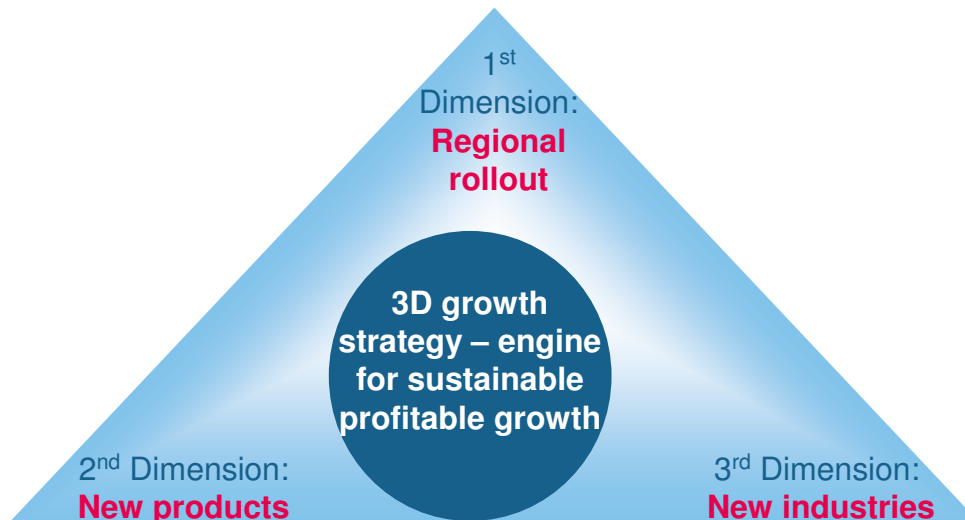 1st
Dimension:
Regional
rollout
3D growth
strategy – engine
for sustainable
profitable growth
2nd Dimension:
New products
3rd Dimension:
New industries